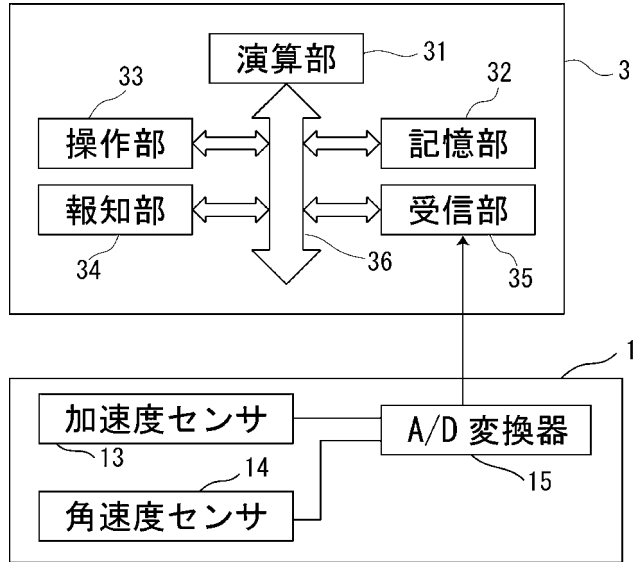 演算部
31
3
33
32
操作部
記憶部
報知部
受信部
34
36
35
1
加速度センサ
A/D 変換器
13
14
15
角速度センサ